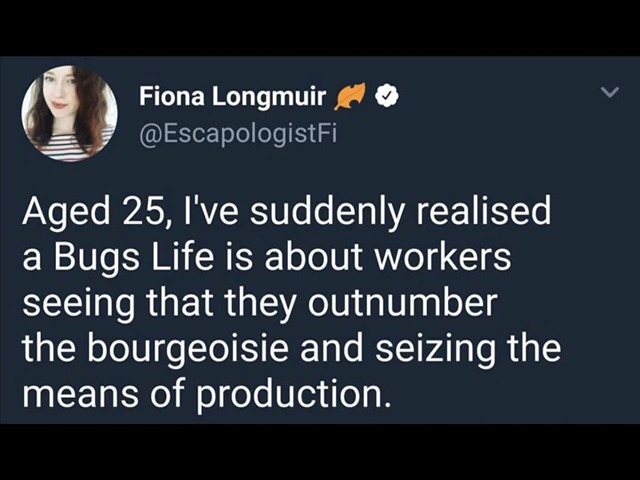 Fiona Longmuir 🍂
@EscapologistFi
Aged 25, I've suddenly realised
a Bugs Life is about workers
seeing that they outnumber
the bourgeoisie and seizing the
means of production.